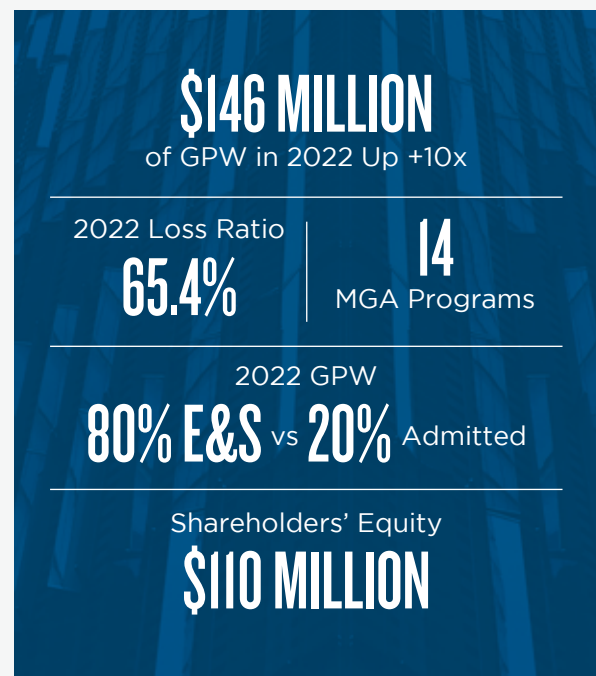 $146 MILLION
of GPW in 2022 Up +10x
2022 Loss Ratio
65.4%
14
MGA Programs
2022 GPW
80% E&S vs 20% Admitted
Shareholders' Equity
$110 MILLION